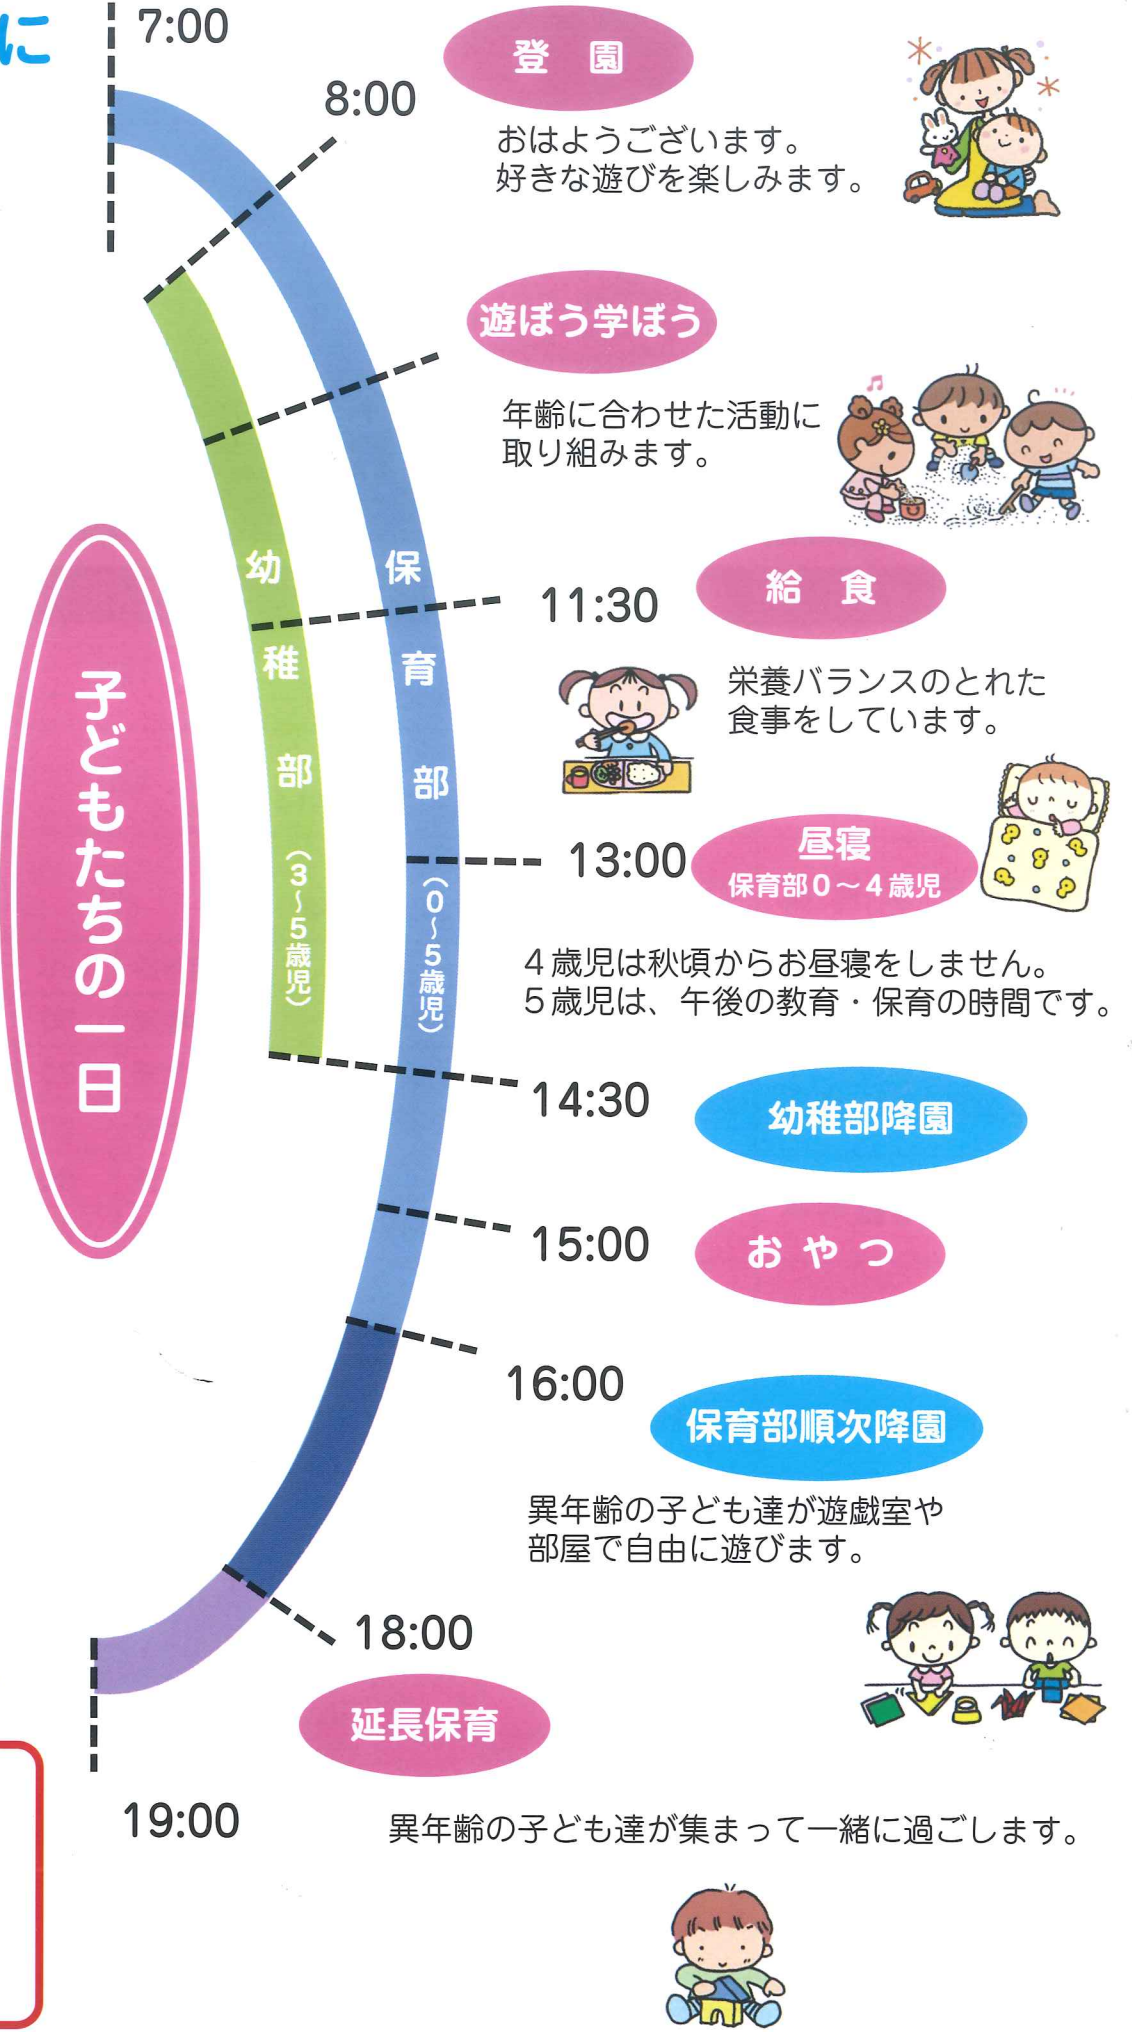 に
7:00
8:00
登 園
おはようございます。
好きな遊びを楽しみます。
遊ぼう学ぼう
年齢に合わせた活動に
取り組みます。
子どもたちの一日
幼稚部(3~5歳児)
保育部(0~5歳児)
11:30
給 食
栄養バランスのとれた
食事をしています。
13:00
昼寝
保育部0~4歳児
4歳児は秋頃からお昼寝をしません。
5歳児は、午後の教育・保育の時間です。
14:30
幼稚部降園
15:00
おやつ
16:00
保育部順次降園
異年齢の子ども達が遊戯室や
部屋で自由に遊びます。
18:00
延長保育
19:00
異年齢の子ども達が集まって一緒に過ごします。